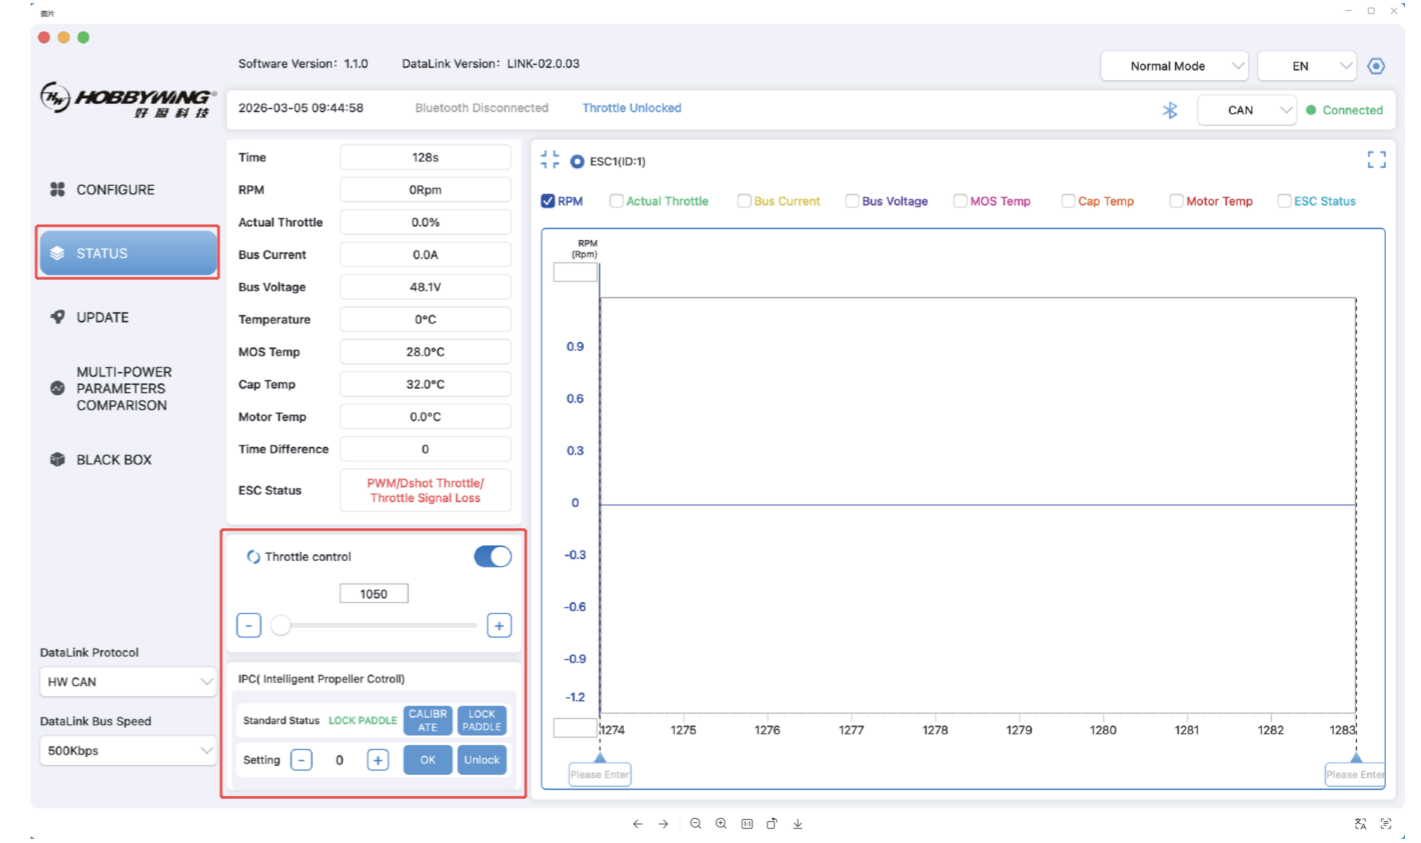 图片
Software Version: 1.1.0 DataLink Version: LINK-02.0.03
Normal Mode EN
HOBBYWING®
好盈科技
2026-03-05 09:44:58 Bluetooth Disconnected Throttle Unlocked
CAN Connected
CONFIGURE
STATUS
UPDATE
MULTI-POWER
PARAMETERS
COMPARISON
BLACK BOX
DataLink Protocol
HW CAN
DataLink Bus Speed
500Kbps
Time 128s
RPM 0Rpm
Actual Throttle 0.0%
Bus Current 0.0A
Bus Voltage 48.1V
Temperature 0°C
MOS Temp 28.0°C
Cap Temp 32.0°C
Motor Temp 0.0°C
Time Difference 0
ESC Status PWM/Dshot Throttle/
Throttle Signal Loss
Throttle control
1050
- +
IPC( Intelligent Propeller Cotroll)
Standard Status LOCK PADDLE CALIBR
ATE LOCK
PADDLE
Setting - 0 + OK Unlock
ESC1(ID:1)
RPM Actual Throttle Bus Current Bus Voltage MOS Temp Cap Temp Motor Temp ESC Status
RPM
(Rpm)
0.9
0.6
0.3
0
-0.3
-0.6
-0.9
-1.2
1274 1275 1276 1277 1278 1279 1280 1281 1282 1283
Please Enter Please Enter